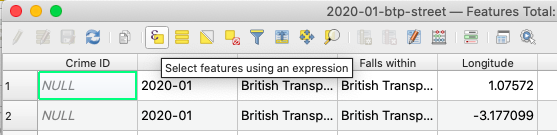 2020-01-btp-street — Features Total:
Select features using an expression
Crime ID Falls within Longitude
1 NULL 2020-01 British Transp... British Transp... 1.07572
2 NULL 2020-01 British Transp... British Transp... -3.177099